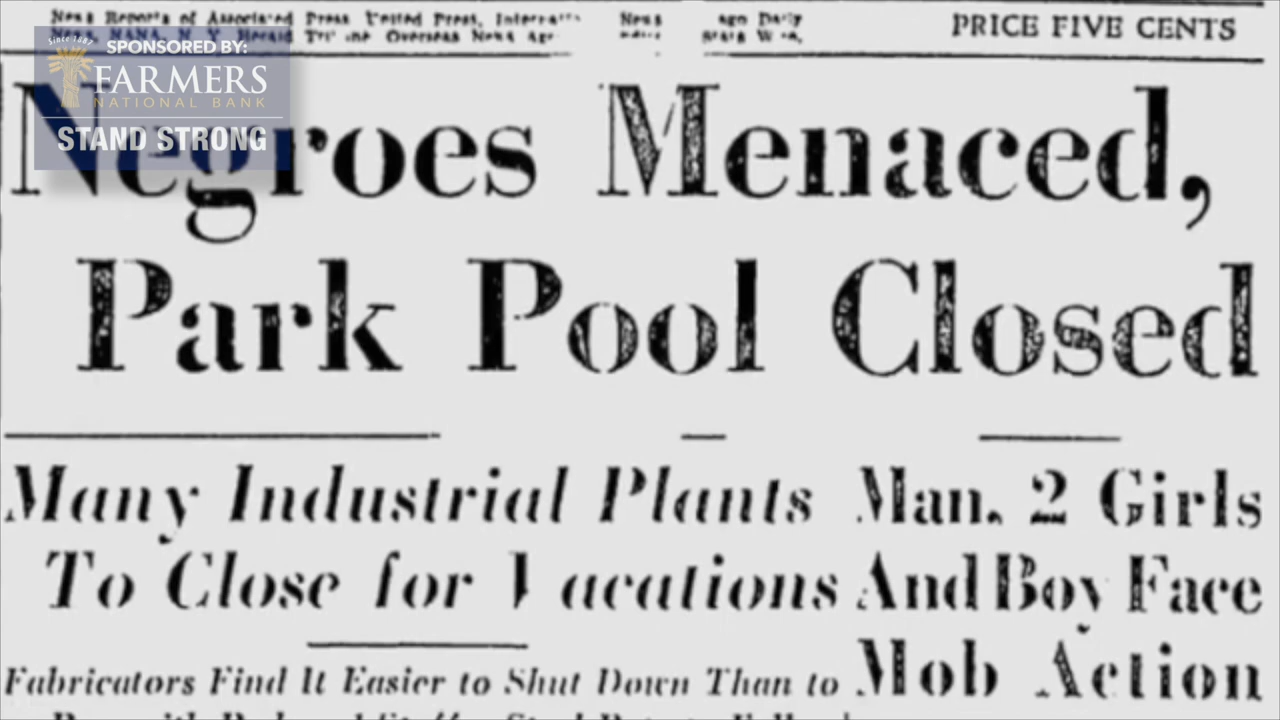 News Reports of Associated Press United Press,
PRICE FIVE CENTS
Since 1887
SPONSORED BY:
FARMERS
NATIONAL BANK
STAND STRONG
Negroes Menaced,
Park Pool Closed
Many Industrial Plants
To Close for Vacations
Fabricators Find It Easier to Shut Down Than to
Man, 2 Girls
And Boy Face
Mob Action